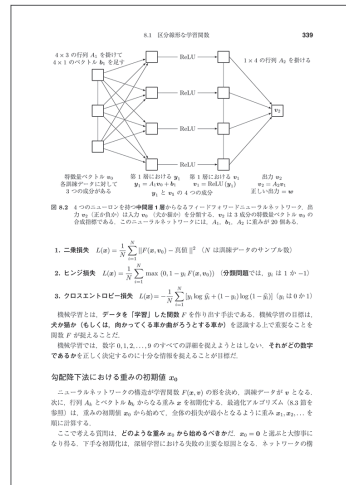 8.1 区分線形な学習関数 339
4 × 3 の行列 A₁ を掛けて
4 × 1 のベクトル b₁ を足す
1 × 4 の行列 A₂ を掛ける
ReLU
ReLU
ReLU
ReLU
v₂
特徴量ベクトル v₀
各訓練データに対して
3 つの成分がある
第 1 層における y₁
y₁ = A₁v₀ + b₁
第 1 層における v₁
v₁ = ReLU (y₁)
y₁ と v₁ の 4 つの成分
出力 v₂
v₂ = A₂v₁
正しい出力 = w
図 8.2 4 つのニューロンを持つ中間層 1 層からなるフィードフォワードニューラルネットワーク.出
力 v₂（正か負か）は入力 v₀（犬か猫か）を分類する.v₂ は 3 成分の特徴量ベクトル v₀ の
合成指標である.このニューラルネットワークには,A₁, b₁, A₂ に重みが 20 個ある.
1. 二乗損失 L(x) = 1/N ∑ᵢ₌₁ᴺ ||F(x, v₀) − 真値||² （N は訓練データのサンプル数）
2. ヒンジ損失 L(x) = 1/N ∑ᵢ₌₁ᴺ max (0, 1 − yᵢ F(x, v₀)) （分類問題では,yᵢ は 1 か −1）
3. クロスエントロピー損失 L(x) = − 1/N ∑ᵢ₌₁ᴺ [yᵢ log ŷᵢ + (1 − yᵢ) log (1 − ŷᵢ)] （yᵢ は 0 か 1）
機械学習とは,データを「学習」した関数 F を作り出す手法である.機械学習の目標は,
犬か猫か（もしくは,向かってくる車か曲がろうとする車か）を認識する上で重要なことを
関数 F が捉えることだ.
機械学習では,数字 0, 1, 2, . . . , 9 のすべての詳細を捉えようとはしない.それがどの数字
であるかを正しく決定するのに十分な情報を捉えることが目標だ.
勾配降下法における重みの初期値 x₀
ニューラルネットワークの構造が学習関数 F(x, v) の形を決め,訓練データが v となる.
次に,行列 Aₖ とベクトル bₖ からなる重み x を初期化する.最適化アルゴリズム（8.3 節を
参照）は,重みの初期値 x₀ から始めて,全体の損失が最小となるように重み x₁, x₂, . . . を
順に計算する.
ここで考える質問は,どのような重み x₀ から始めるべきかだ.x₀ = 0 と選ぶと大惨事に
なり得る.下手な初期化は,深層学習における失敗の主要な原因となる.ネットワークの構